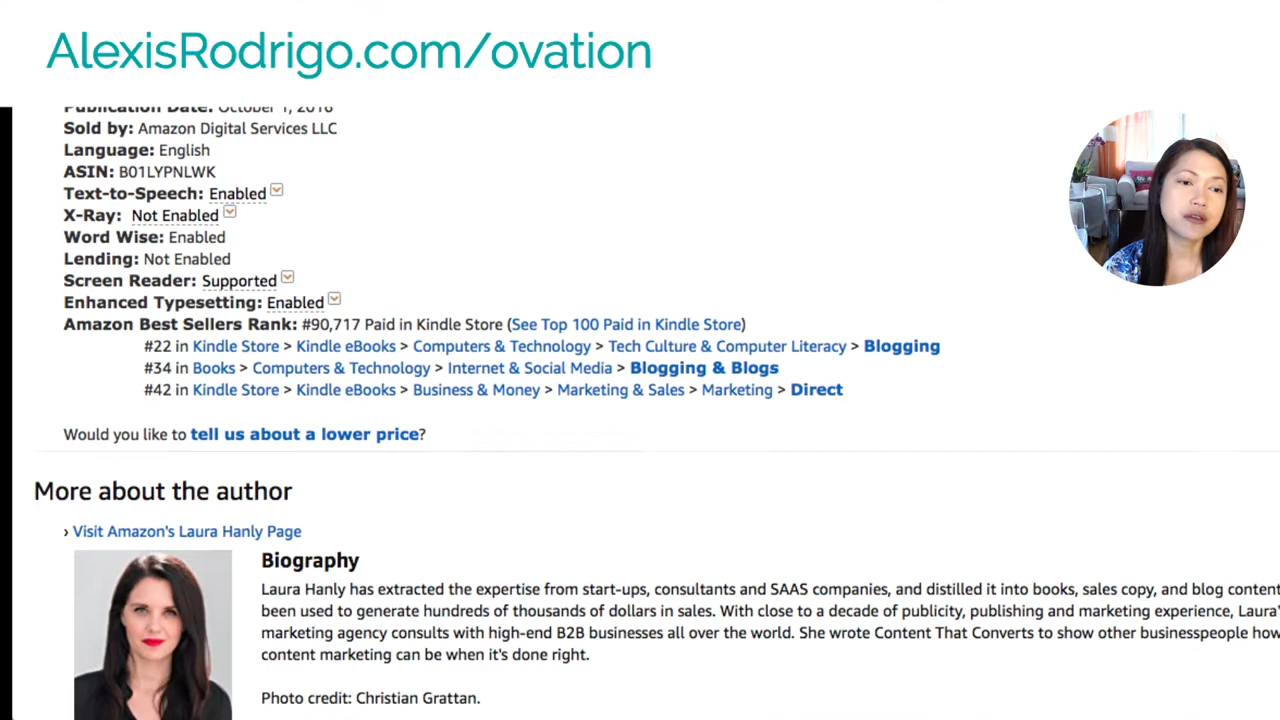 AlexisRodrigo.com/ovation
Publication Date: October 1, 2016
Sold by: Amazon Digital Services LLC
Language: English
ASIN: B01LYPNLWK
Text-to-Speech: Enabled
X-Ray: Not Enabled
Word Wise: Enabled
Lending: Not Enabled
Screen Reader: Supported
Enhanced Typesetting: Enabled
Amazon Best Sellers Rank: #90,717 Paid in Kindle Store (See Top 100 Paid in Kindle Store)
#22 in Kindle Store > Kindle eBooks > Computers & Technology > Tech Culture & Computer Literacy > Blogging
#34 in Books > Computers & Technology > Internet & Social Media > Blogging & Blogs
#42 in Kindle Store > Kindle eBooks > Business & Money > Marketing & Sales > Marketing > Direct
Would you like to tell us about a lower price?
More about the author
› Visit Amazon's Laura Hanly Page
Biography
Laura Hanly has extracted the expertise from start-ups, consultants and SAAS companies, and distilled it into books, sales copy, and blog content
been used to generate hundreds of thousands of dollars in sales. With close to a decade of publicity, publishing and marketing experience, Laura'
marketing agency consults with high-end B2B businesses all over the world. She wrote Content That Converts to show other businesspeople how
content marketing can be when it's done right.
Photo credit: Christian Grattan.